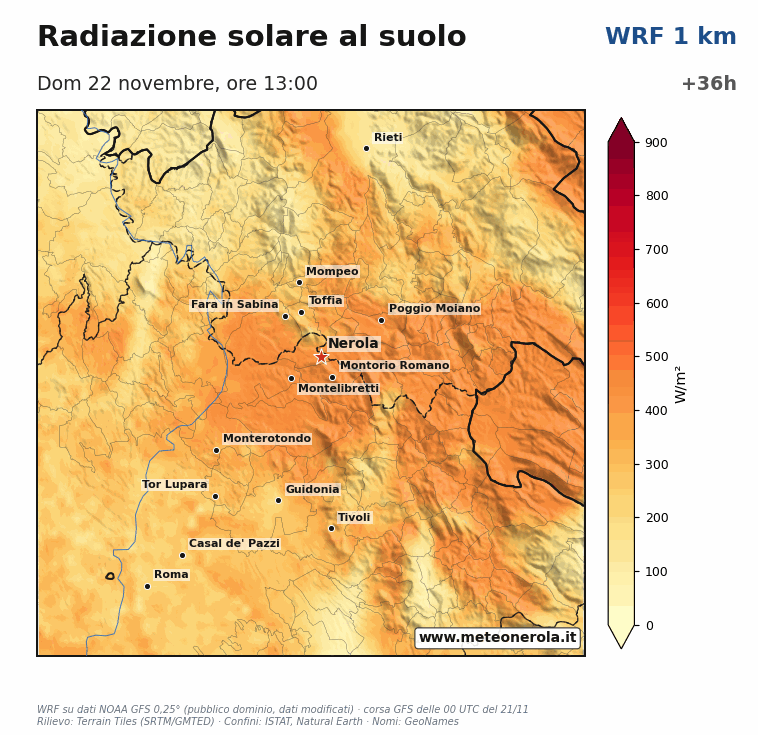 Radiazione solare al suolo
WRF 1 km
Dom 22 novembre, ore 13:00
+36h
Rieti
Mompeo
Fara in Sabina
Toffia
Poggio Moiano
Nerola
Montorio Romano
Montelibretti
Monterotondo
Tor Lupara
Guidonia
Tivoli
Casal de' Pazzi
Roma
www.meteonerola.it
900
800
700
600
500
400
300
200
100
0
W/m²
WRF su dati NOAA GFS 0,25° (pubblico dominio, dati modificati) · corsa GFS delle 00 UTC del 21/11
Rilievo: Terrain Tiles (SRTM/GMTED) · Confini: ISTAT, Natural Earth · Nomi: GeoNames